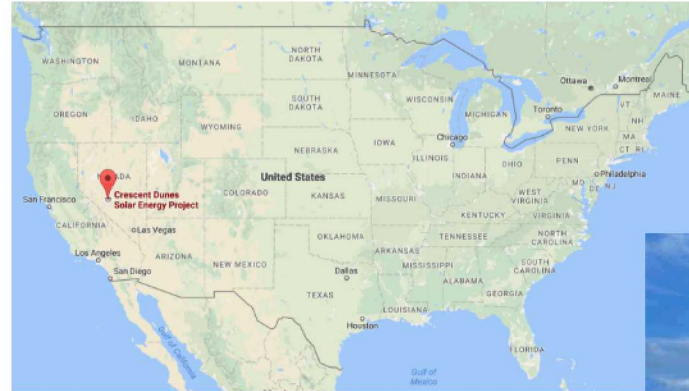 WASHINGTON
MONTANA
NORTH
DAKOTA
MINNESOTA
Ottawa
Montreal
MAINE
OREGON
IDAHO
SOUTH
DAKOTA
WISCONSIN
MICHIGAN
Toronto
VT
NH
WYOMING
NEW YORK
MA
CT RI
NEBRASKA
IOWA
Chicago
ILLINOIS
INDIANA
OHIO
PENN
Philadelphia
MD
DE
NJ
Crescent Dunes
Solar Energy Project
United States
COLORADO
KANSAS
MISSOURI
WEST
VIRGINIA
VIRGINIA
KENTUCKY
San Francisco
CALIFORNIA
Las Vegas
Los Angeles
San Diego
ARIZONA
NEW MEXICO
OKLAHOMA
ARKANSAS
TENNESSEE
NORTH
CAROLINA
SOUTH
CAROLINA
MISSISSIPPI
ALABAMA
GEORGIA
Dallas
TEXAS
LOUISIANA
Houston
FLORIDA
Gulf of
California
Gulf of
Mexico